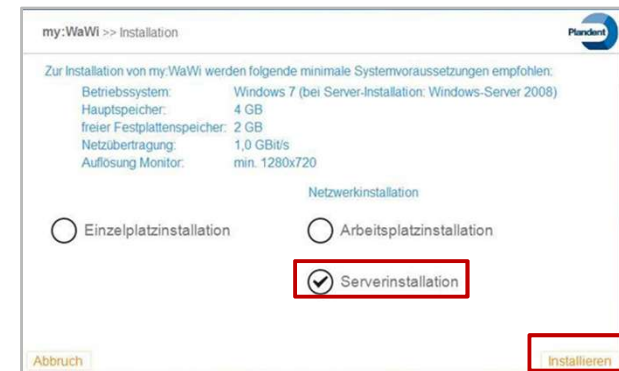 my:WaWi >> Installation
Plandent
Zur Installation von my:WaWi werden folgende minimale Systemvoraussetzungen empfohlen:
Betriebssystem: Windows 7 (bei Server-Installation: Windows-Server 2008)
Hauptspeicher: 4 GB
freier Festplattenspeicher: 2 GB
Netzübertragung: 1,0 GBit/s
Auflösung Monitor: min. 1280x720
Netzwerkinstallation
Einzelplatzinstallation Arbeitsplatzinstallation
Serverinstallation
Abbruch Installieren